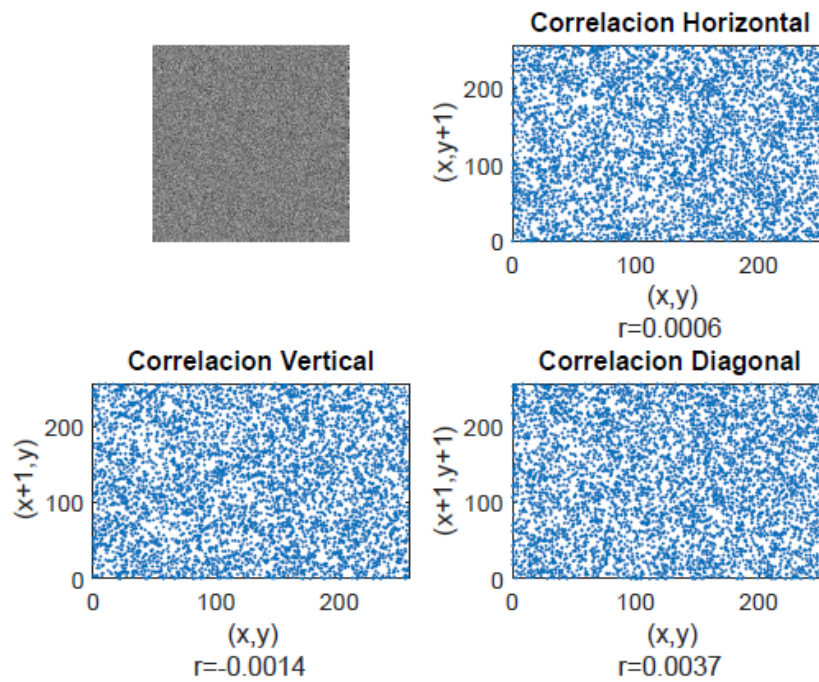 Correlacion Horizontal
200
100
0
(x,y+1)
0 100 200
(x,y)
r=0.0006
Correlacion Vertical
200
100
0
(x+1,y)
0 100 200
(x,y)
r=-0.0014
Correlacion Diagonal
200
100
0
(x+1,y+1)
0 100 200
(x,y)
r=0.0037